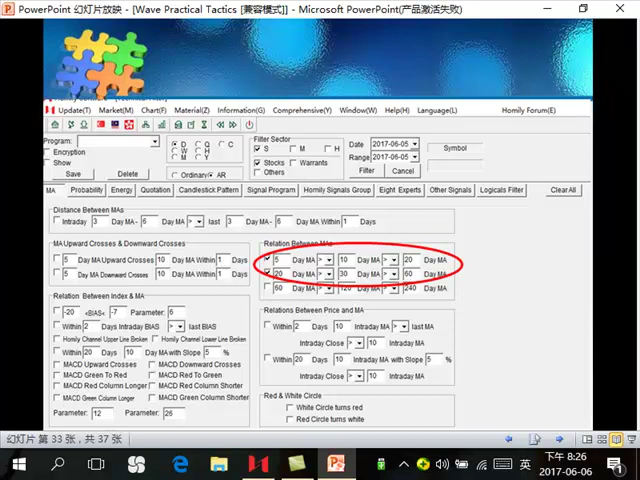 PowerPoint 幻灯片放映 - [Wave Practical Tactics [兼容模式]] - Microsoft PowerPoint(产品激活失败)
Update(T) Market(M) Chart(F) Material(Z) Information(G) Comprehensive(Y) Window(W) Help(H) Language(L) Homily Forum(E)
Program:
Encryption
Show
Save Delete
D Q C
W H
M Y
Ordinary AR
Filter Sector
S M H
Stocks Warrants
Others
Date 2017-06-05
Range 2017-06-05
Filter Cancel
Symbol
MA Probability Energy Quotation Candlestick Pattern Signal Program Homily Signals Group Eight Experts Other Signals Logicals Filter Clear All
Distance Between MAs
Intraday 3 Day MA - 6 Day MA > last 3 Day MA - 6 Day MA Within 1 Days
MA Upward Crosses & Downward Crosses
5 Day MA Upward Crosses 10 Day MA Within 1 Days
5 Day MA Downward Crosses 10 Day MA Within 1 Days
Relation Between MAs
5 Day MA > 10 Day MA > 20 Day MA
20 Day MA > 30 Day MA > 60 Day MA
60 Day MA > 120 Day MA > 240 Day MA
Relation Between Index & MA
-20 <BIAS< -7 Parameter: 6
Within 2 Days Intraday BIAS > last BIAS
Homily Channel Upper Line Broken Homily Channel Lower Line Broken
Within 20 Days 10 Day MA with Slope 5 %
MACD Upward Crosses MACD Downward Crosses
MACD Green To Red MACD Red To Green
MACD Red Column Longer MACD Red Column Shorter
MACD Green Column Longer MACD Green Column Shorter
Parameter: 12 Parameter: 26
Relations Between Price and MA
Within 2 Days 10 Intraday MA > last MA
Intraday Close > 10 Intraday MA
Within 20 Days 10 Intraday MA with Slope 5 %
Intraday Close > 10 Intraday MA
Red & White Circle
White Circle turns red
Red Circle turns white
幻灯片 第 33 张，共 37 张
英
下午 8:26
2017-06-06
1